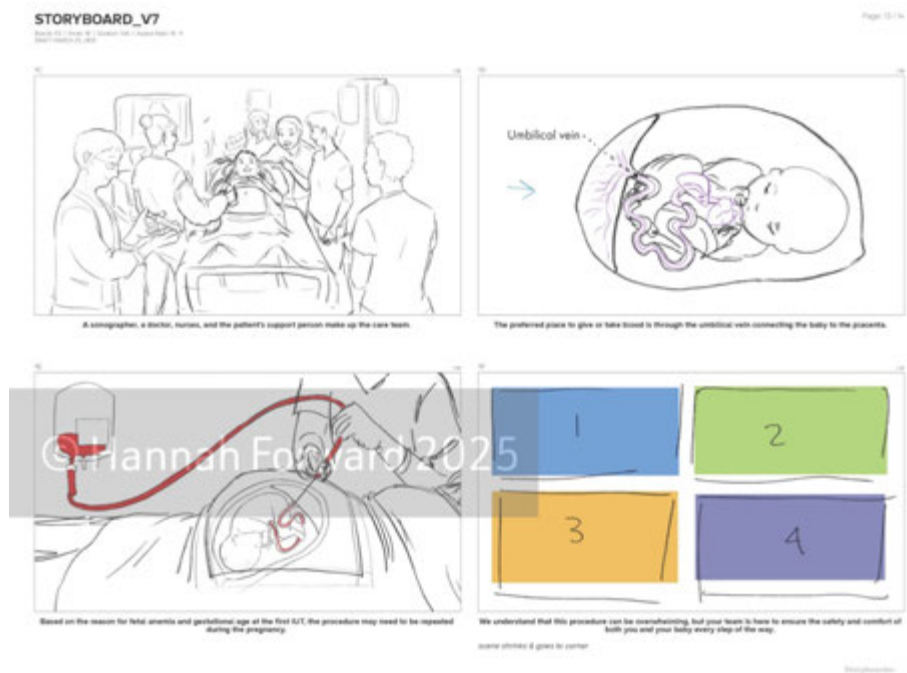 STORYBOARD_V7
Page: 13 / 14
A sonographer, a doctor, nurses, and the patient's support person make up the care team.
Umbilical vein
The preferred place to give or take blood is through the umbilical vein connecting the baby to the placenta.
© Hannah Forward 2025
Based on the reason for fetal anemia and gestational age at the first IUT, the procedure may need to be repeated
during the pregnancy.
1
2
3
4
We understand that this procedure can be overwhelming, but your team is here to ensure the safety and comfort of
both you and your baby every step of the way.
scene shrinks & goes to corner